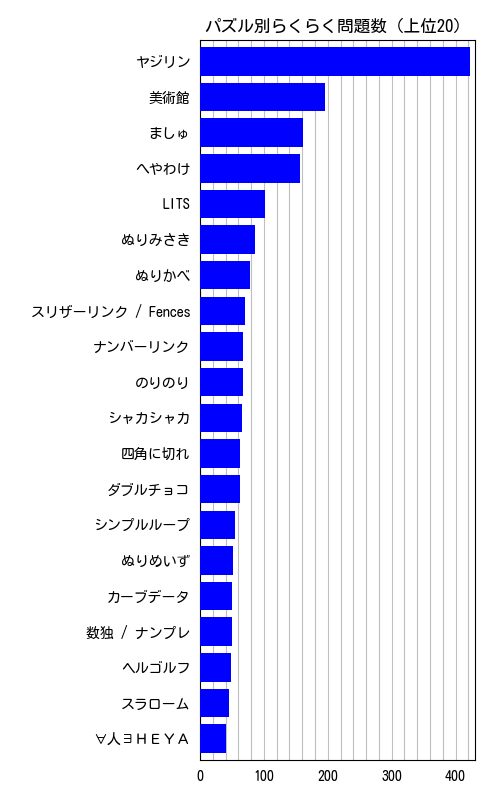 パズル別らくらく問題数（上位20）
ヤジリン
美術館
ましゅ
へやわけ
LITS
ぬりみさき
ぬりかべ
スリザーリンク / Fences
ナンバーリンク
のりのり
シャカシャカ
四角に切れ
ダブルチョコ
シンプルループ
ぬりめいず
カーブデータ
数独 / ナンプレ
ヘルゴルフ
スラローム
∀人∃ＨＥＹＡ
0 100 200 300 400